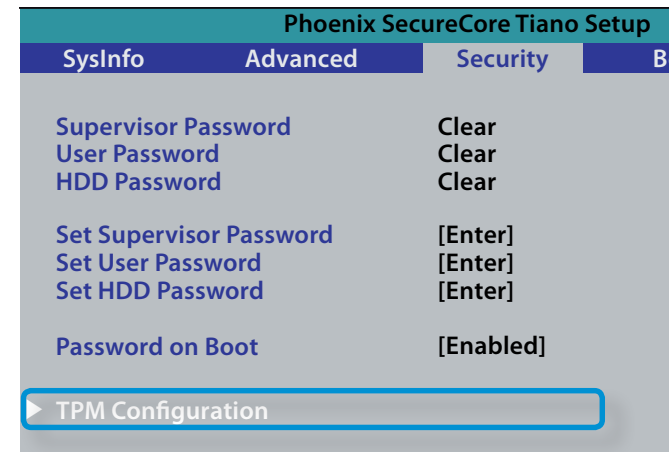 Phoenix SecureCore Tiano Setup
SysInfo Advanced Security B
Supervisor Password Clear
User Password Clear
HDD Password Clear
Set Supervisor Password [Enter]
Set User Password [Enter]
Set HDD Password [Enter]
Password on Boot [Enabled]
TPM Configuration